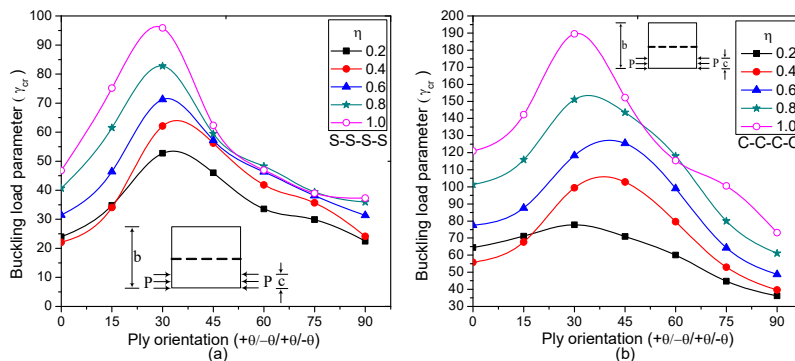 100
90
80
70
60
50
40
30
20
10
0
0 15 30 45 60 75 90
Buckling load parameter (γcr)
Ply orientation (+θ/−θ/+θ/-θ)
(a)
η
0.2
0.4
0.6
0.8
1.0
S-S-S-S
b
P P c
200
190
180
170
160
150
140
130
120
110
100
90
80
70
60
50
40
30
0 15 30 45 60 75 90
Buckling load parameter (γcr)
Ply orientation (+θ/−θ/+θ/-θ)
(b)
b
P P c
η
0.2
0.4
0.6
0.8
1.0
C-C-C-C